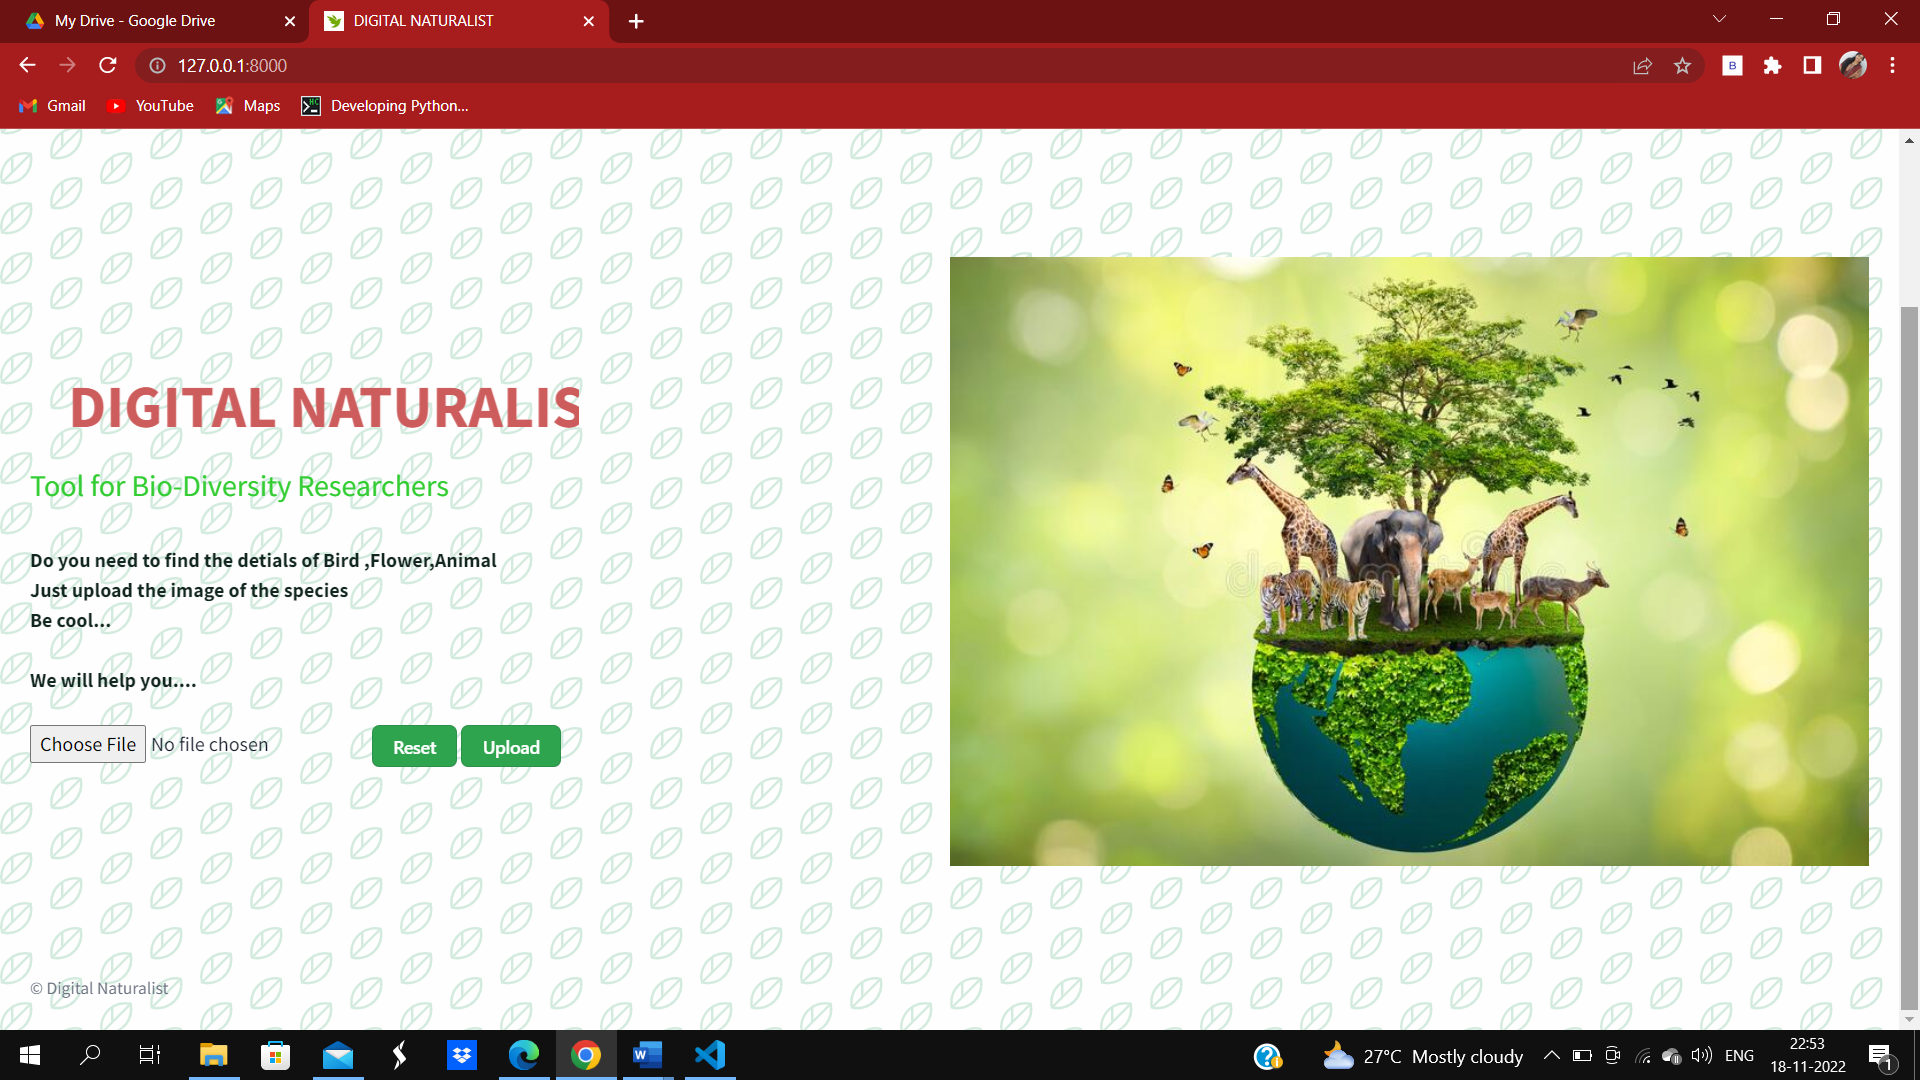 My Drive - Google Drive
DIGITAL NATURALIST
127.0.0.1:8000
B
Gmail
YouTube
Maps
HC
Developing Python...
DIGITAL NATURALIS
Tool for Bio-Diversity Researchers
Do you need to find the detials of Bird ,Flower,Animal
Just upload the image of the species
Be cool...
We will help you....
Choose File No file chosen
Reset
Upload
© Digital Naturalist
W
27°C Mostly cloudy
ENG
22:53
18-11-2022
1